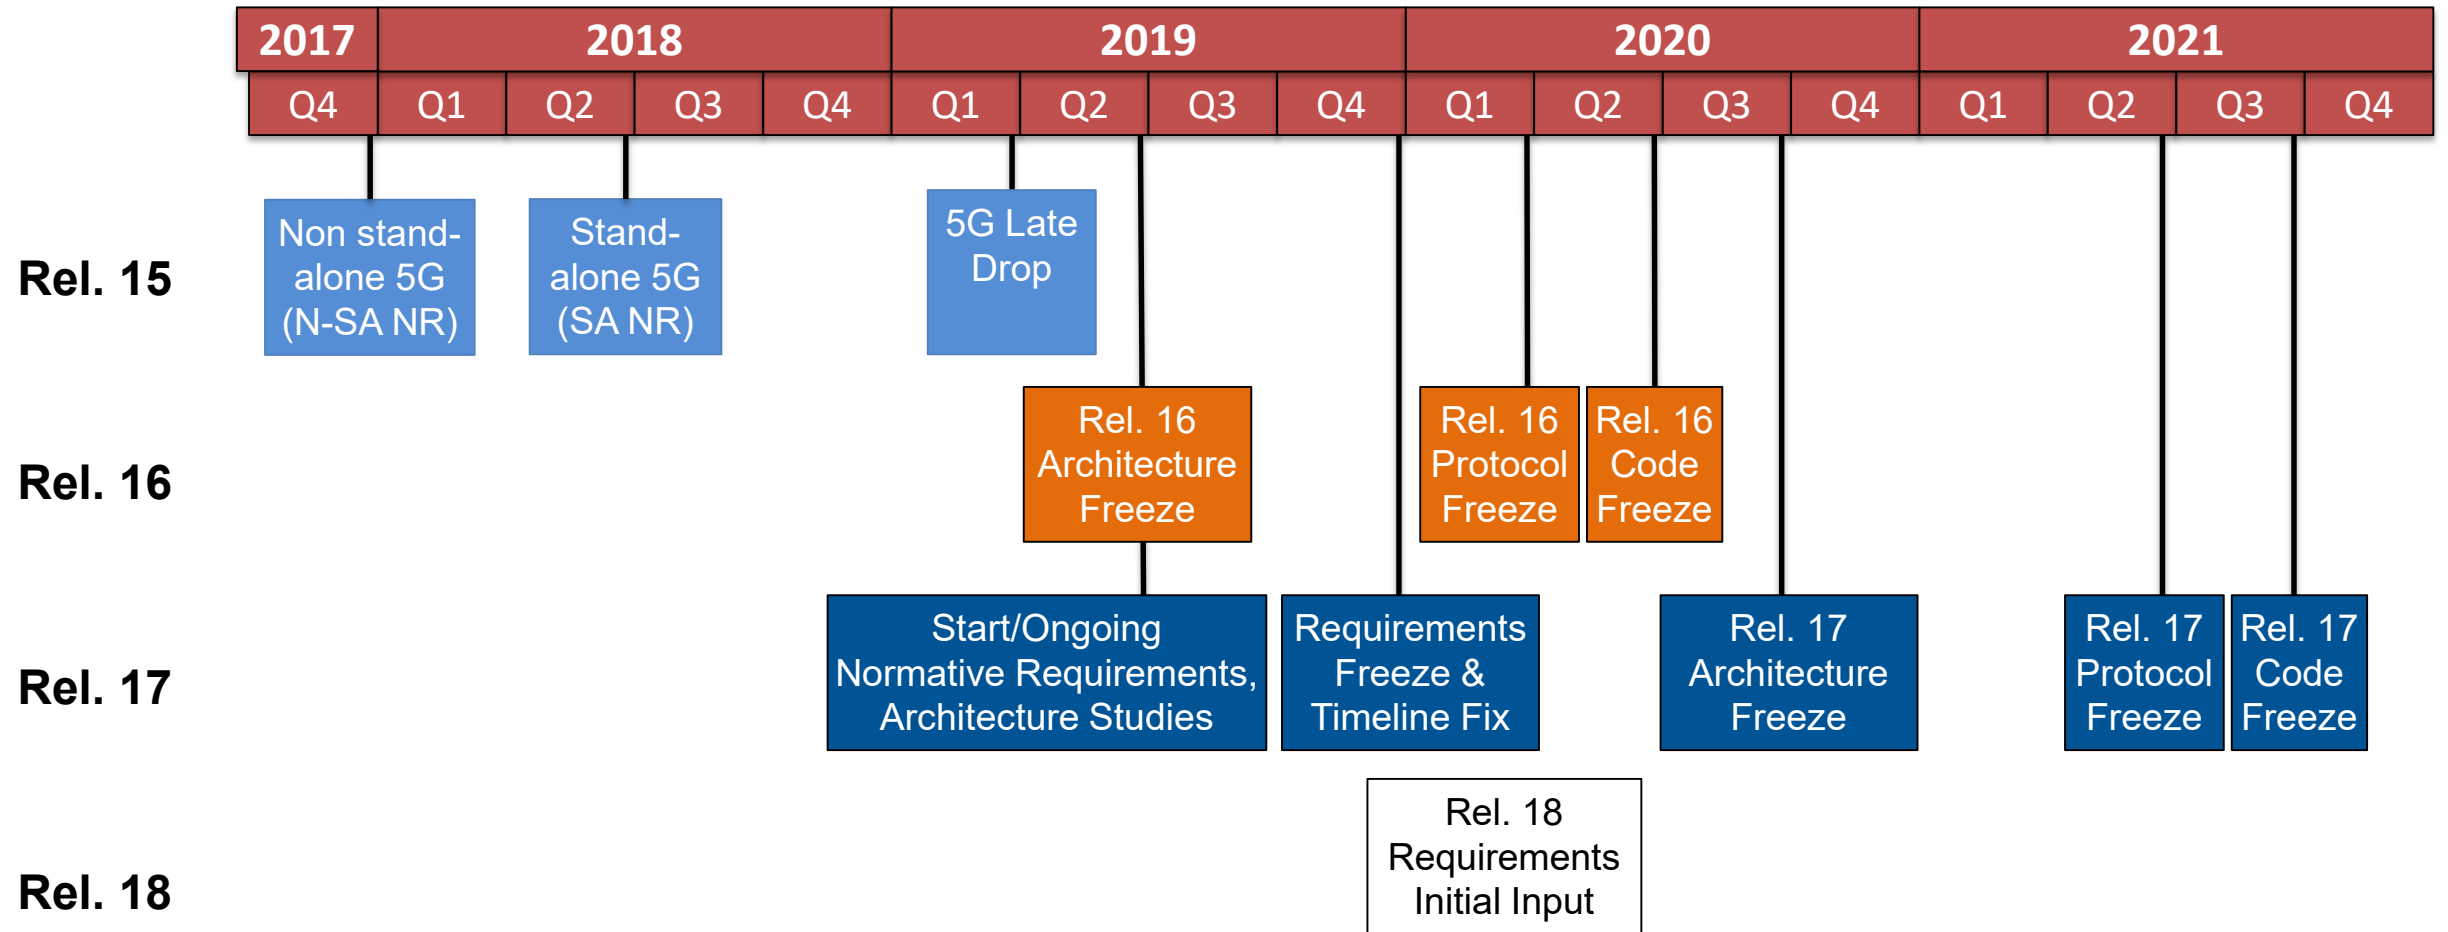 2017 2018 2019 2020 2021
Q4 Q1 Q2 Q3 Q4 Q1 Q2 Q3 Q4 Q1 Q2 Q3 Q4 Q1 Q2 Q3 Q4
Rel. 15
Non stand-
alone 5G
(N-SA NR)
Stand-
alone 5G
(SA NR)
5G Late
Drop
Rel. 16
Rel. 16
Architecture
Freeze
Rel. 16
Protocol
Freeze
Rel. 16
Code
Freeze
Rel. 17
Start/Ongoing
Normative Requirements,
Architecture Studies
Requirements
Freeze &
Timeline Fix
Rel. 17
Architecture
Freeze
Rel. 17
Protocol
Freeze
Rel. 17
Code
Freeze
Rel. 18
Rel. 18
Requirements
Initial Input